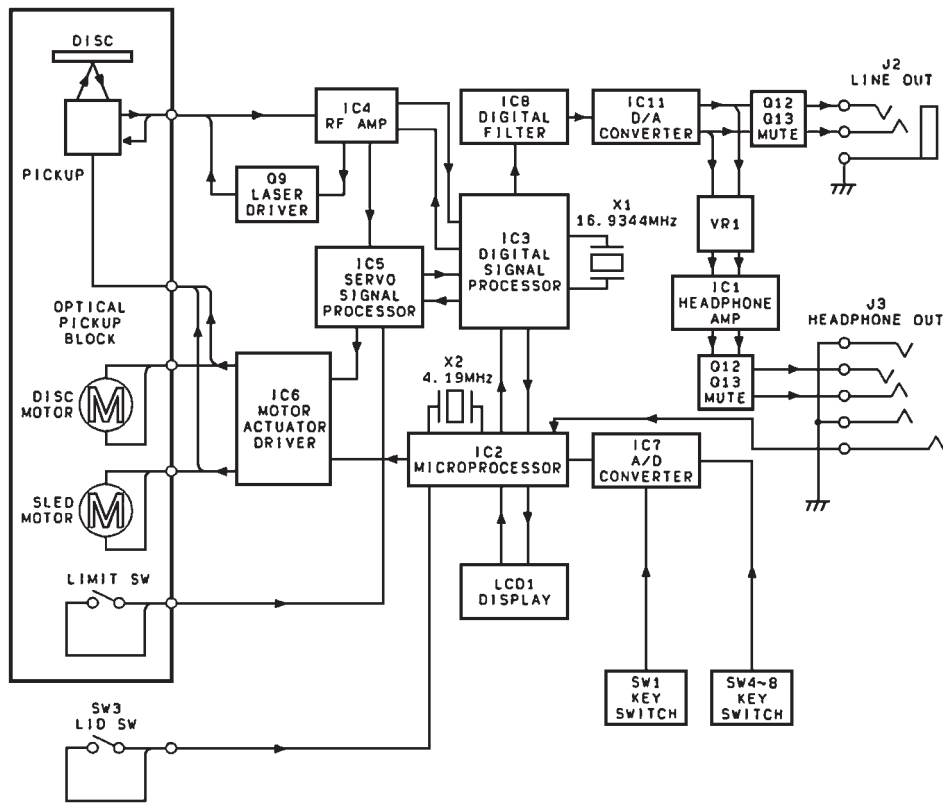 DISC
PICKUP
OPTICAL
PICKUP
BLOCK
DISC
MOTOR
SLED
MOTOR
LIMIT SW
SW3
LID SW
IC4
RF AMP
Q9
LASER
DRIVER
IC5
SERVO
SIGNAL
PROCESSOR
IC6
MOTOR
ACTUATOR
DRIVER
IC8
DIGITAL
FILTER
IC11
D/A
CONVERTER
Q12
Q13
MUTE
J2
LINE OUT
IC3
DIGITAL
SIGNAL
PROCESSOR
X1
16.9344MHz
VR1
IC1
HEADPHONE
AMP
Q12
Q13
MUTE
J3
HEADPHONE OUT
X2
4.19MHz
IC2
MICROPROCESSOR
IC7
A/D
CONVERTER
LCD1
DISPLAY
SW1
KEY
SWITCH
SW4~8
KEY
SWITCH
M
M